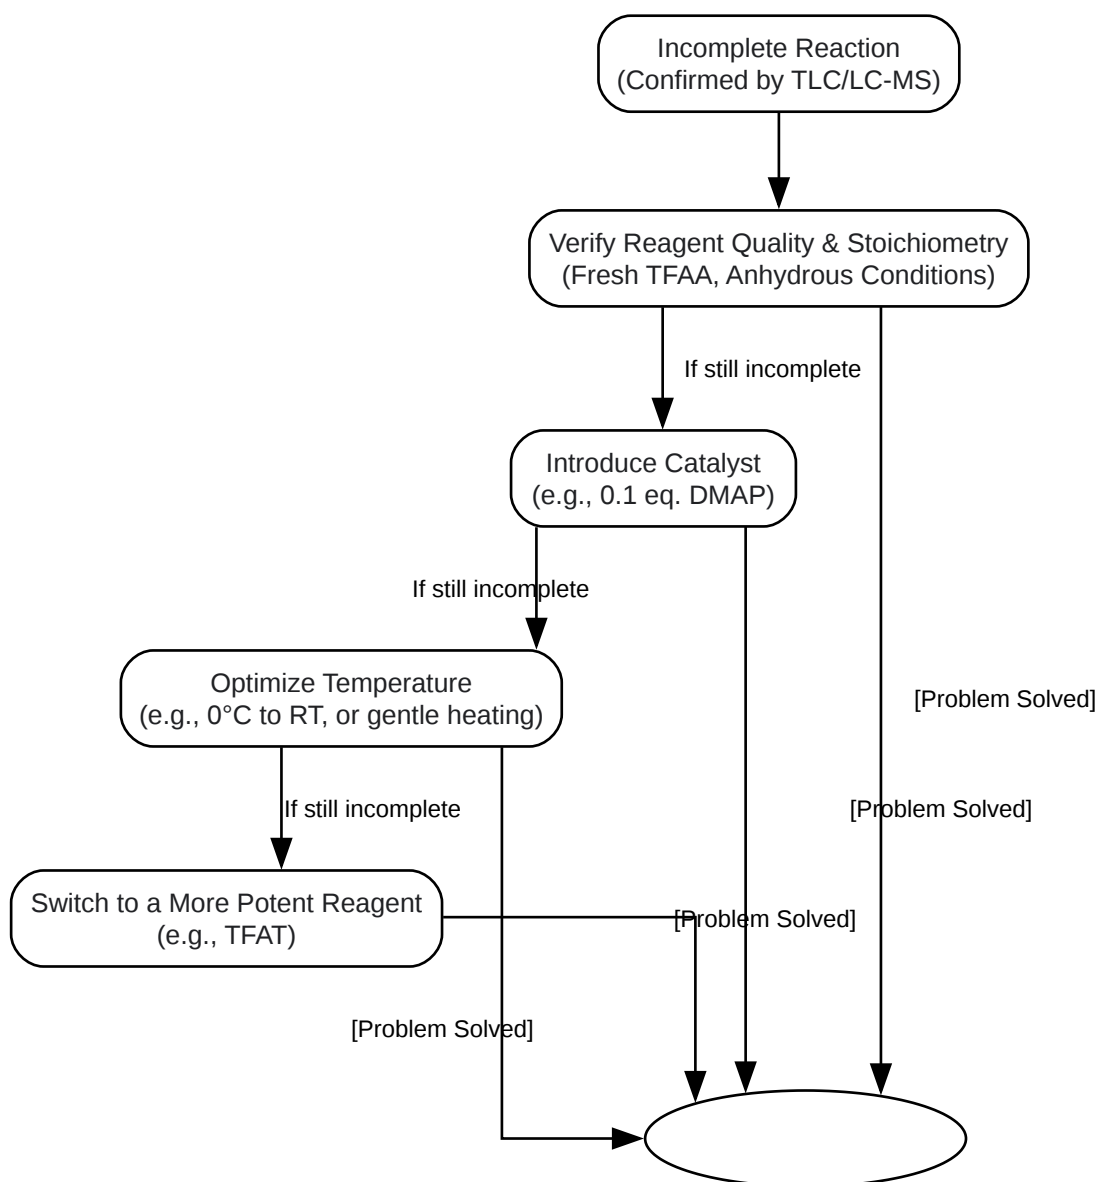 Incomplete Reaction
(Confirmed by TLC/LC-MS)
Verify Reagent Quality & Stoichiometry
(Fresh TFAA, Anhydrous Conditions)
If still incomplete
Introduce Catalyst
(e.g., 0.1 eq. DMAP)
If still incomplete
Optimize Temperature
(e.g., 0°C to RT, or gentle heating)
[Problem Solved]
If still incomplete
[Problem Solved]
Switch to a More Potent Reagent
(e.g., TFAT)
[Problem Solved]
[Problem Solved]